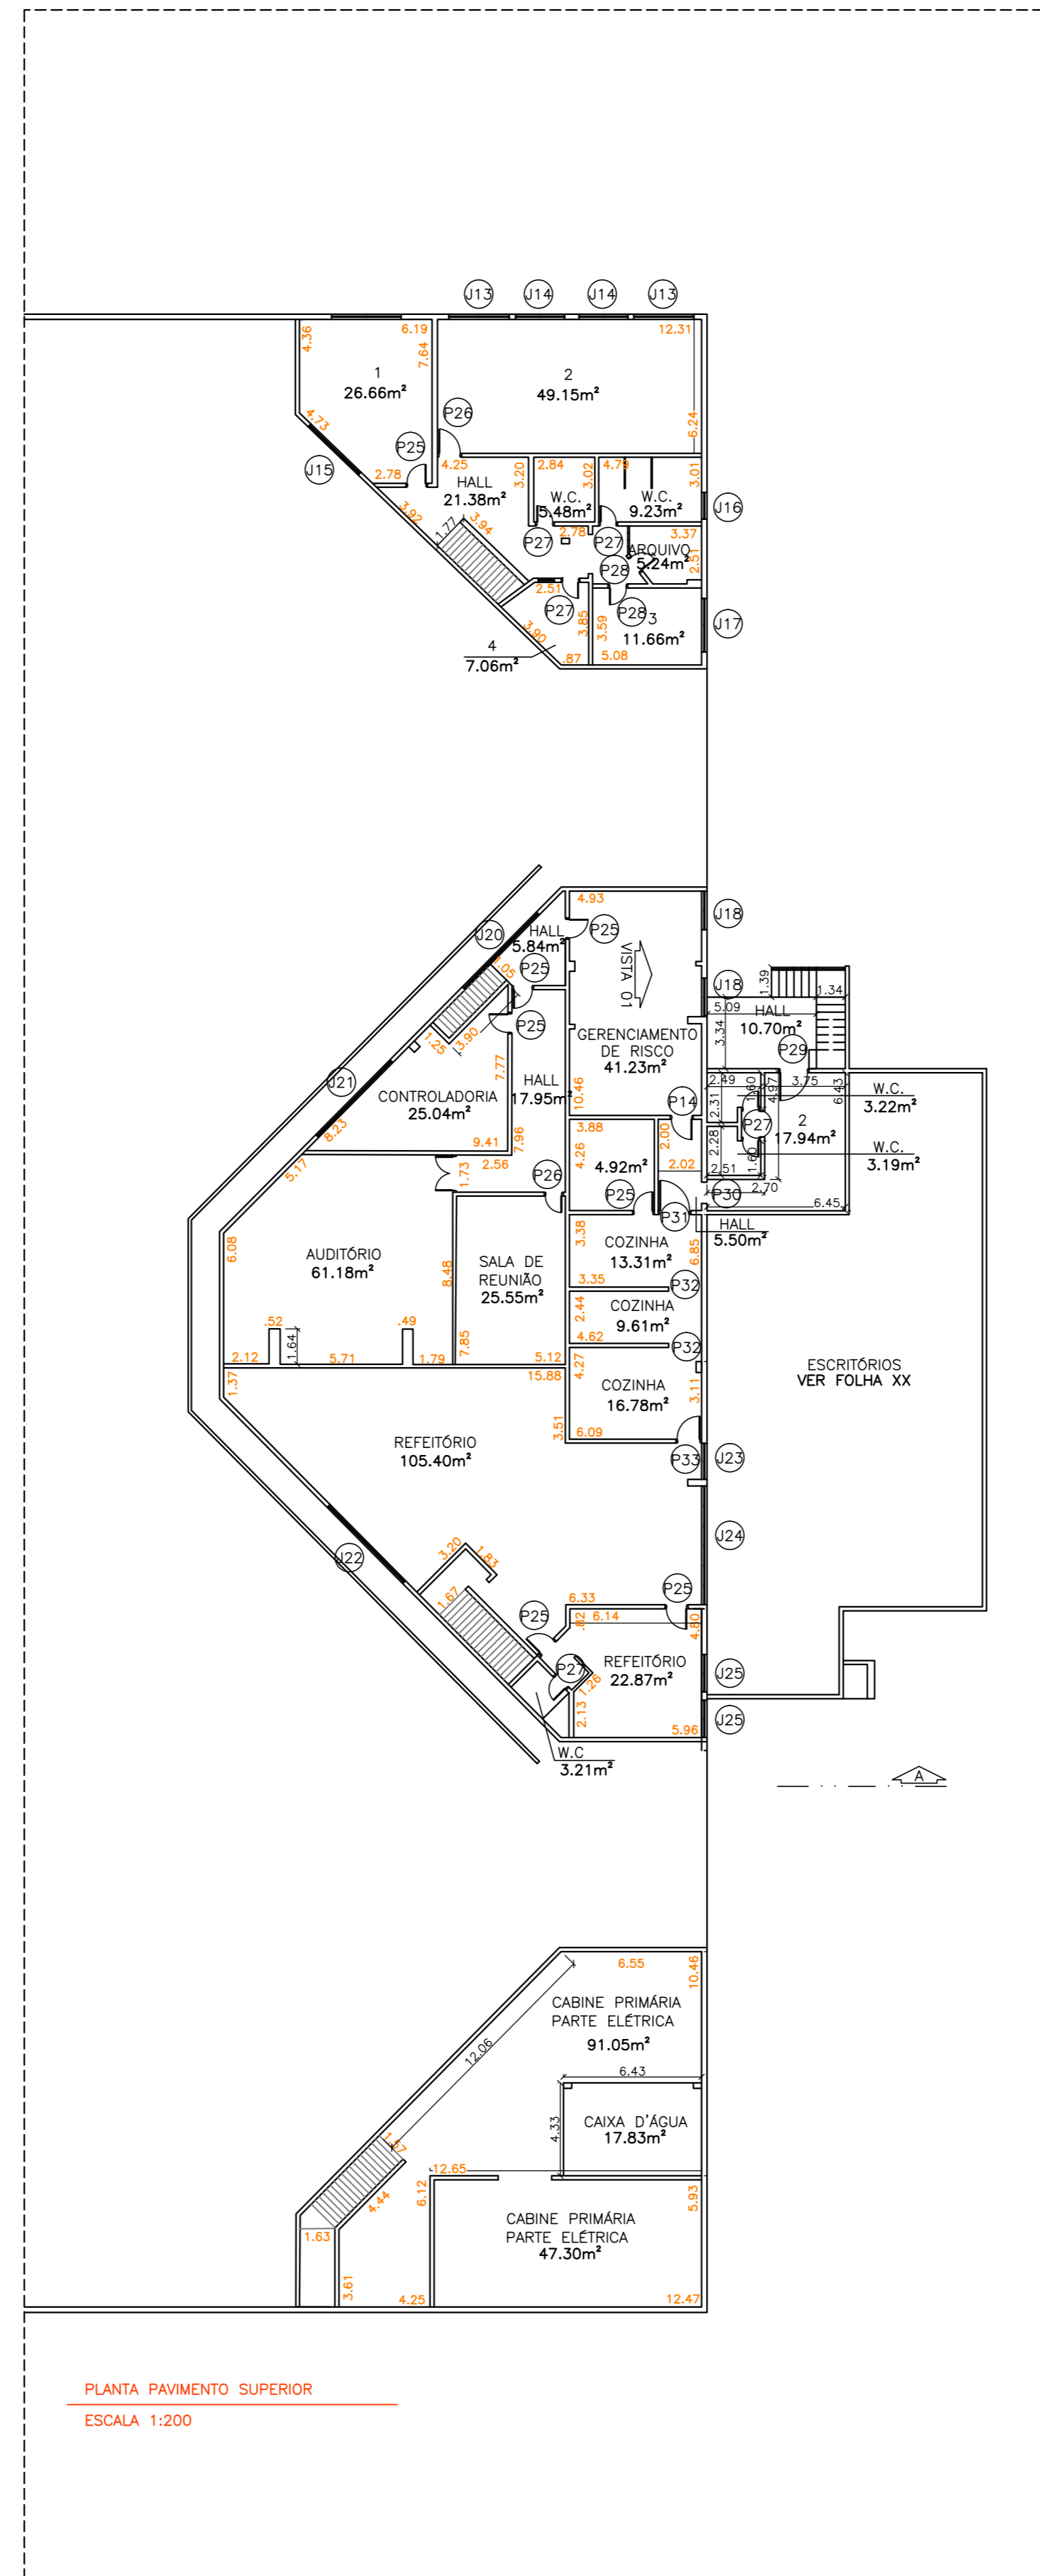 J13
J14
J14
J13
4.36
6.19
7.64
12.31
1
26.66m²
2
49.15m²
6.24
4.73
P26
P25
J15
2.78
4.25
3.20
2.84
3.02
4.79
3.01
HALL
21.38m²
W.C.
5.48m²
W.C.
9.23m²
J16
3.92
1.77
3.94
P27
2.78
P27
3.37
ARQUIVO
5.24m²
2.51
P28
2.51
P27
3.85
3.59
P28
3
11.66m²
J17
3.90
4
7.06m²
.87
5.08
4.93
J18
J20
HALL
5.84m²
P25
VISTA 01
1.05
P25
J18
1.39
1.34
5.09
HALL
10.70m²
3.34
P25
1.25
3.90
GERENCIAMENTO
DE RISCO
41.23m²
P29
7.77
J21
CONTROLADORIA
25.04m²
HALL
17.95m²
10.46
2.49
1.60
4.97
3.75
6.43
W.C.
3.22m²
P14
2.31
P27
2
17.94m²
8.23
9.41
7.96
3.88
2.00
2.28
W.C.
3.19m²
5.17
1.73
2.56
4.26
4.92m²
2.02
1.60
2.51
P26
P25
P30
2.70
6.45
P31
HALL
5.50m²
6.08
AUDITÓRIO
61.18m²
8.48
SALA DE
REUNIÃO
25.55m²
3.38
COZINHA
13.31m²
6.85
3.35
P32
2.44
COZINHA
9.61m²
.52
.49
1.64
4.62
P32
2.12
5.71
1.79
7.85
5.12
4.27
ESCRITÓRIOS
VER FOLHA XX
1.37
15.88
COZINHA
16.78m²
3.11
3.51
6.09
REFEITÓRIO
105.40m²
P33
J23
J24
J22
3.20
1.83
1.67
P25
6.33
P25
P25
.82
6.14
4.80
REFEITÓRIO
22.87m²
P27
1.26
J25
2.13
5.96
J25
W.C
3.21m²
A
6.55
10.46
CABINE PRIMÁRIA
PARTE ELÉTRICA
91.05m²
12.06
6.43
4.33
CAIXA D'ÁGUA
17.83m²
1.57
12.65
4.44
6.12
5.93
CABINE PRIMÁRIA
PARTE ELÉTRICA
47.30m²
1.63
3.61
4.25
12.47
PLANTA PAVIMENTO SUPERIOR
ESCALA 1:200